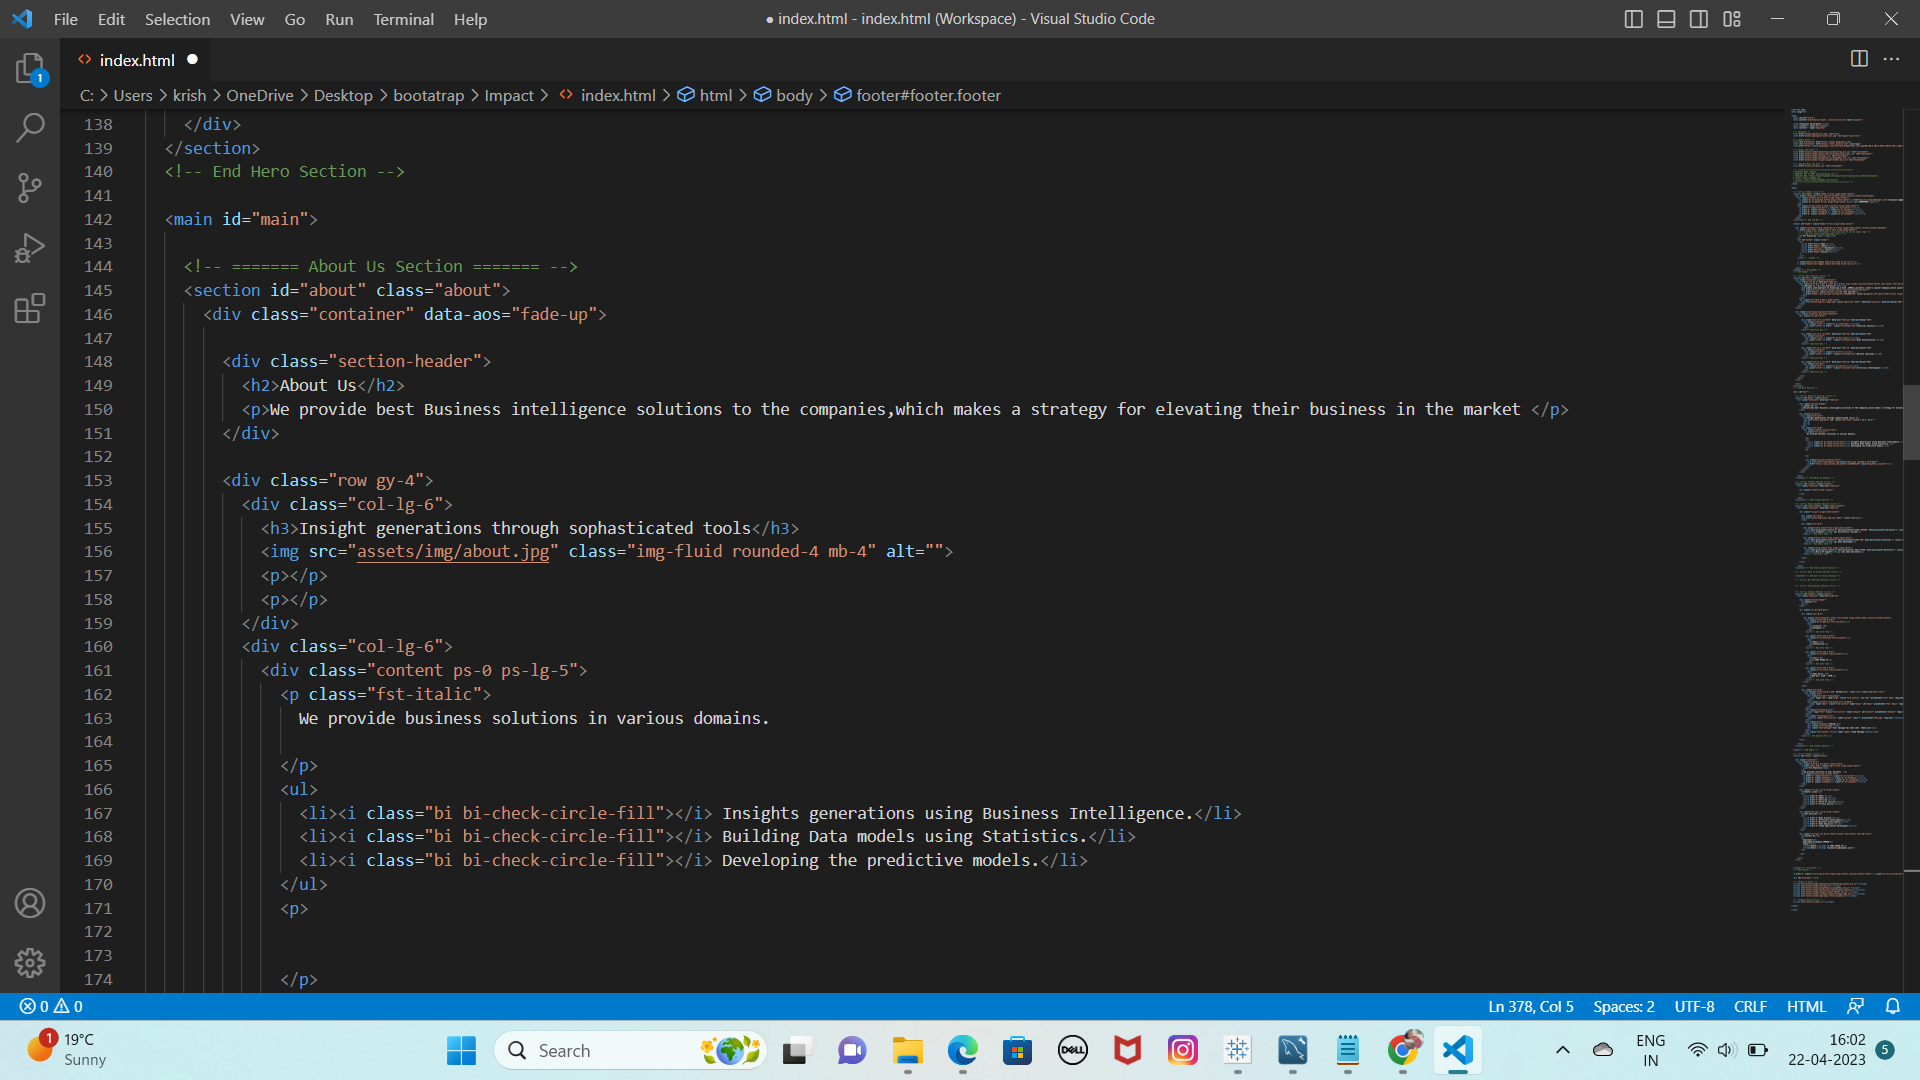 File Edit Selection View Go Run Terminal Help
● index.html - index.html (Workspace) - Visual Studio Code
1
<> index.html ●
C: > Users > krish > OneDrive > Desktop > bootatrap > Impact > <> index.html > html > body > footer#footer.footer
138 </div>
139 </section>
140 <!-- End Hero Section -->
141
142 <main id="main">
143
144 <!-- ======= About Us Section ======= -->
145 <section id="about" class="about">
146 <div class="container" data-aos="fade-up">
147
148 <div class="section-header">
149 <h2>About Us</h2>
150 <p>We provide best Business intelligence solutions to the companies,which makes a strategy for elevating their business in the market </p>
151 </div>
152
153 <div class="row gy-4">
154 <div class="col-lg-6">
155 <h3>Insight generations through sophasticated tools</h3>
156 <img src="assets/img/about.jpg" class="img-fluid rounded-4 mb-4" alt="">
157 <p></p>
158 <p></p>
159 </div>
160 <div class="col-lg-6">
161 <div class="content ps-0 ps-lg-5">
162 <p class="fst-italic">
163 We provide business solutions in various domains.
164
165 </p>
166 <ul>
167 <li><i class="bi bi-check-circle-fill"></i> Insights generations using Business Intelligence.</li>
168 <li><i class="bi bi-check-circle-fill"></i> Building Data models using Statistics.</li>
169 <li><i class="bi bi-check-circle-fill"></i> Developing the predictive models.</li>
170 </ul>
171 <p>
172
173
174 </p>
0 0
Ln 378, Col 5 Spaces: 2 UTF-8 CRLF HTML
1
19°C
Sunny
Search
DELL
ENG
IN
16:02
22-04-2023
5